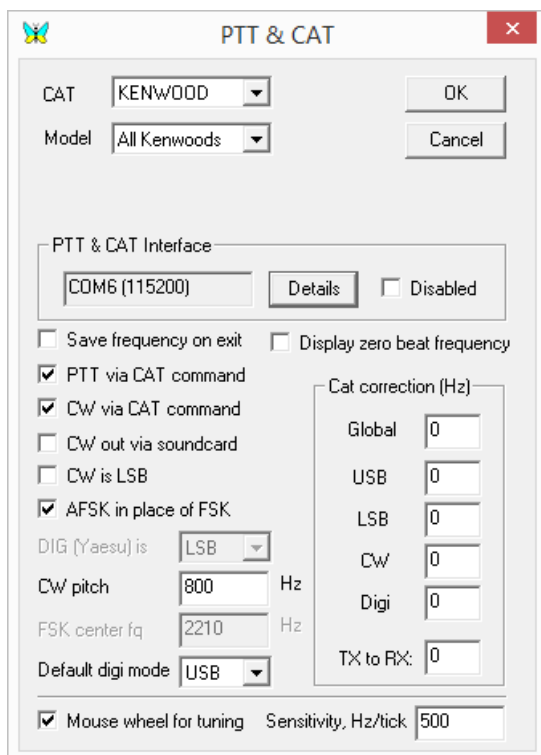 PTT & CAT
CAT KENWOOD OK
Model All Kenwoods Cancel
PTT & CAT Interface
COM6 (115200) Details Disabled
Save frequency on exit Display zero beat frequency
PTT via CAT command
CW via CAT command
CW out via soundcard
CW is LSB
AFSK in place of FSK
DIG (Yaesu) is LSB
CW pitch 800 Hz
FSK center fq 2210 Hz
Default digi mode USB
Cat correction (Hz)
Global 0
USB 0
LSB 0
CW 0
Digi 0
TX to RX: 0
Mouse wheel for tuning Sensitivity, Hz/tick 500